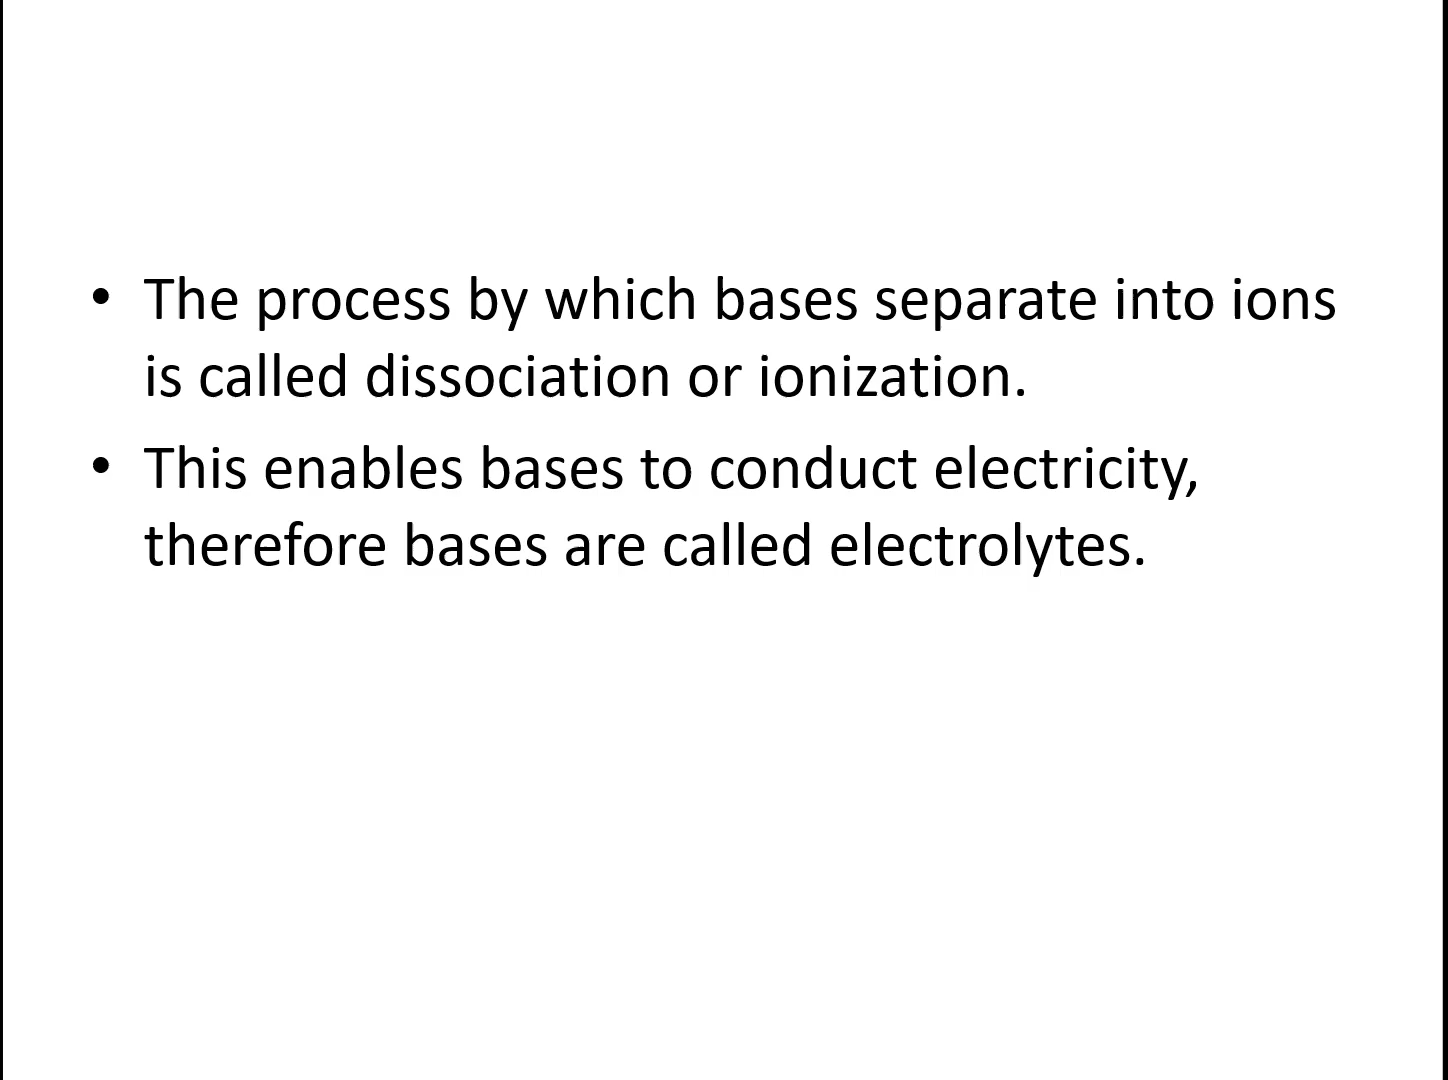 • The process by which bases separate into ions
is called dissociation or ionization.
• This enables bases to conduct electricity,
therefore bases are called electrolytes.